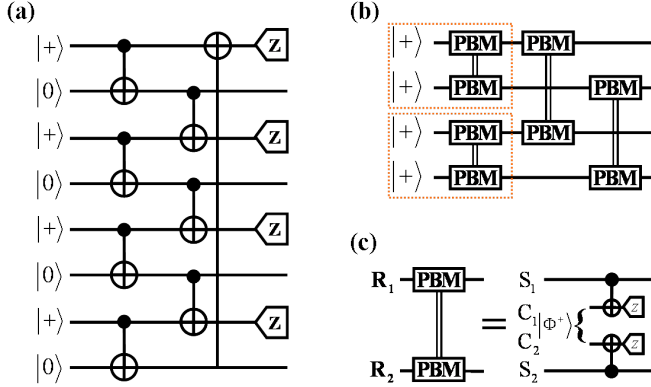 (a)
|+⟩ Z
|0⟩
|+⟩ Z
|0⟩
|+⟩ Z
|0⟩
|+⟩ Z
|0⟩
(b)
|+⟩ PBM PBM
|+⟩ PBM PBM
|+⟩ PBM PBM
|+⟩ PBM PBM
(c)
R₁ PBM = S₁
C₁ |Φ⁺⟩ { Z
C₂ Z
R₂ PBM S₂